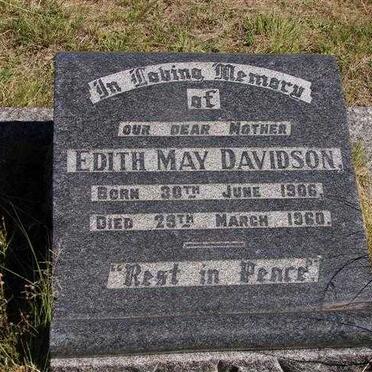 In Loving Memory
of
OUR DEAR MOTHER
EDITH MAY DAVIDSON,
BORN 30TH JUNE 1906,
DIED 29TH MARCH 1960.
"Rest in Peace"